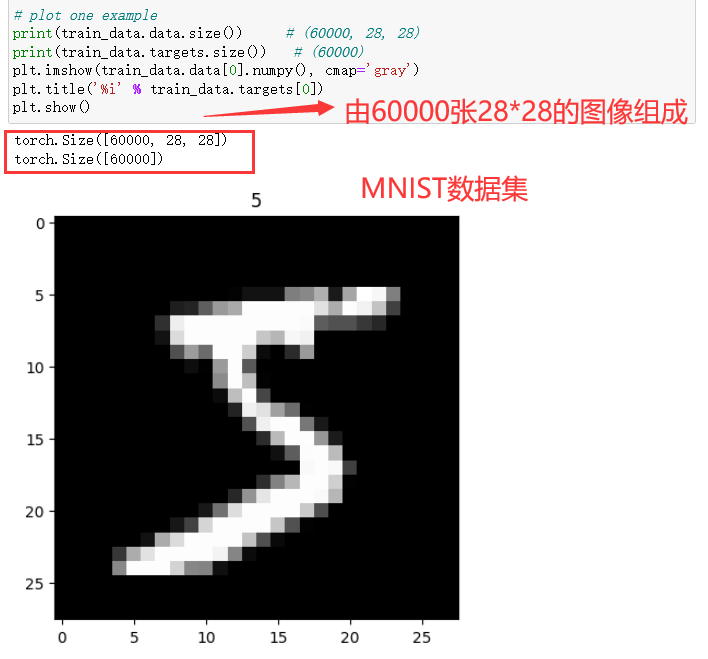 # plot one example
print(train_data.data.size())      # (60000, 28, 28)
print(train_data.targets.size())   # (60000)
plt.imshow(train_data.data[0].numpy(), cmap='gray')
plt.title('%i' % train_data.targets[0])
plt.show()
由60000张28*28的图像组成
torch.Size([60000, 28, 28])
torch.Size([60000])
MNIST数据集
5
0
5
10
15
20
25
0 5 10 15 20 25